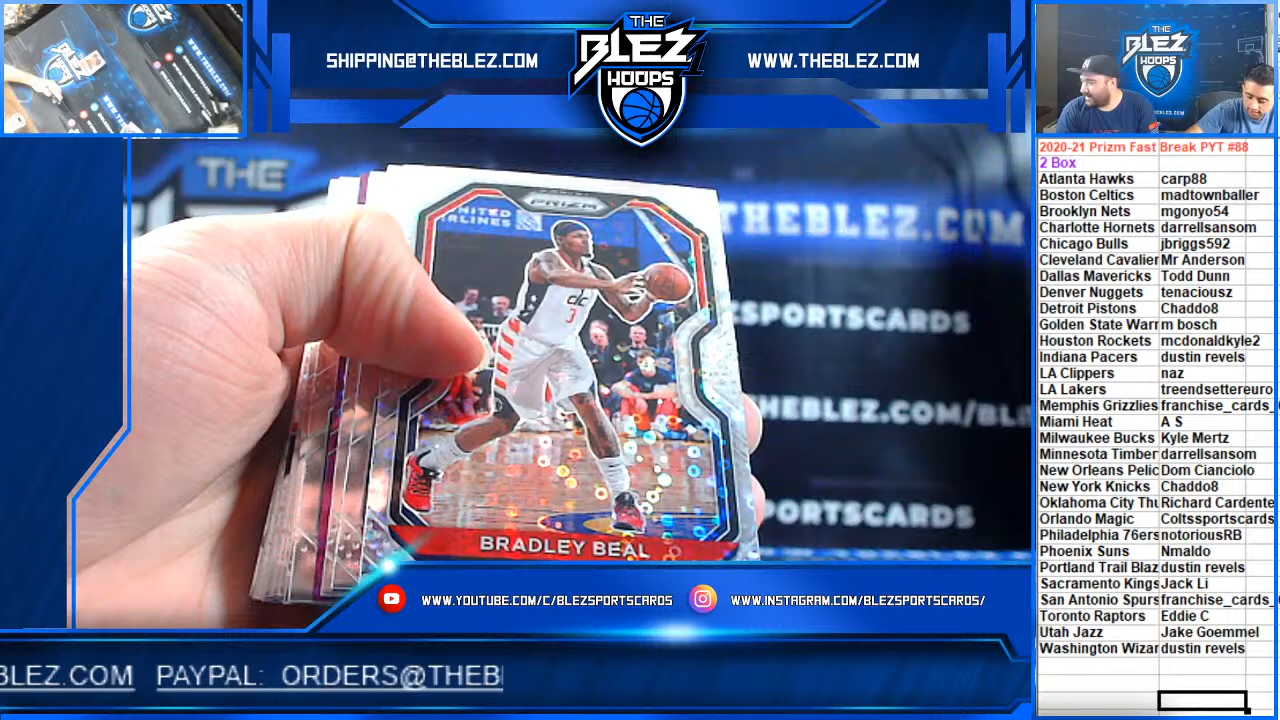 SHIPPING@THEBLEZ.COM
THE
BLEZ
HOOPS
WWW.THEBLEZ.COM
THE
THEBLEZ.COM
ZSPORTSCARDS
THEBLEZ.COM/BL
SPORTSCARDS
UNITED
AIRLINES
PRIZM
dc
3
BRADLEY BEAL
WWW.YOUTUBE.COM/C/BLEZSPORTSCARDS
WWW.INSTAGRAM.COM/BLEZSPORTSCARDS/
BLEZ.COM PAYPAL: ORDERS@THEB
THE
BLEZ
HOOPS
2020-21 Prizm Fast Break PYT #88
2 Box
Atlanta Hawks carp88
Boston Celtics madtownballer
Brooklyn Nets mgonyo54
Charlotte Hornets darrellsansom
Chicago Bulls jbriggs592
Cleveland Cavalier Mr Anderson
Dallas Mavericks Todd Dunn
Denver Nuggets tenaciousz
Detroit Pistons Chaddo8
Golden State Warr m bosch
Houston Rockets mcdonaldkyle2
Indiana Pacers dustin revels
LA Clippers naz
LA Lakers treendsettereuro
Memphis Grizzlies franchise_cards_
Miami Heat A S
Milwaukee Bucks Kyle Mertz
Minnesota Timber darrellsansom
New Orleans Pelic Dom Cianciolo
New York Knicks Chaddo8
Oklahoma City Thu Richard Cardente
Orlando Magic Coltssportscards
Philadelphia 76ers notoriousRB
Phoenix Suns Nmaldo
Portland Trail Blaz dustin revels
Sacramento Kings Jack Li
San Antonio Spurs franchise_cards_
Toronto Raptors Eddie C
Utah Jazz Jake Goemmel
Washington Wizar dustin revels